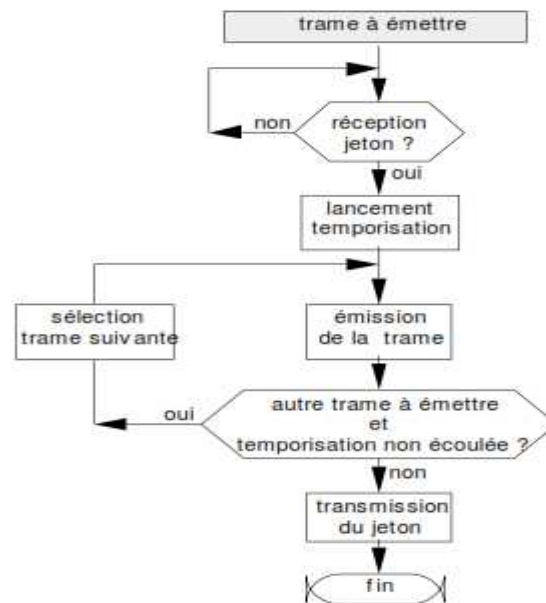 trame à émettre
non
réception
jeton ?
oui
lancement
temporisation
sélection
trame suivante
émission
de la trame
oui
autre trame à émettre
et
temporisation non écoulée ?
non
transmission
du jeton
fin